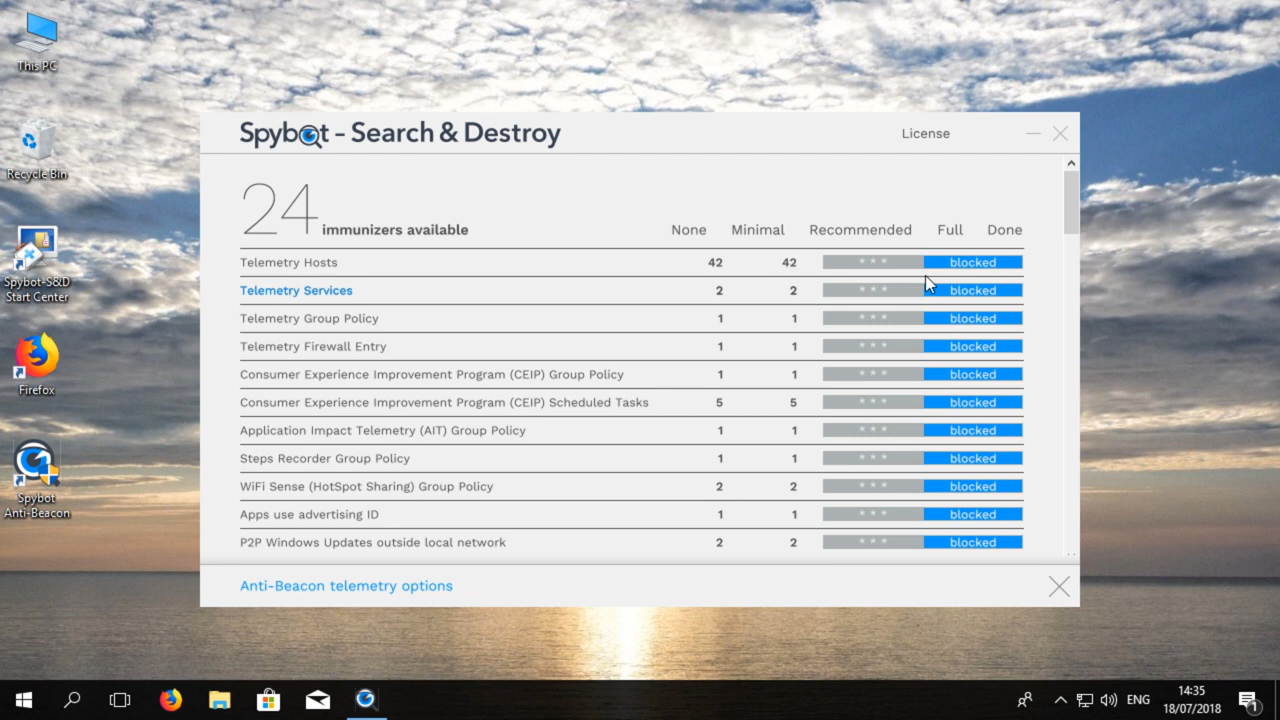 This PC
Recycle Bin
Spybot-S&D
Start Center
Firefox
Spybot
Anti-Beacon
Spybot - Search & Destroy
License
24 immunizers available
None Minimal Recommended Full Done
Telemetry Hosts 42 42 * * * blocked
Telemetry Services 2 2 * * * blocked
Telemetry Group Policy 1 1 * * * blocked
Telemetry Firewall Entry 1 1 * * * blocked
Consumer Experience Improvement Program (CEIP) Group Policy 1 1 * * * blocked
Consumer Experience Improvement Program (CEIP) Scheduled Tasks 5 5 * * * blocked
Application Impact Telemetry (AIT) Group Policy 1 1 * * * blocked
Steps Recorder Group Policy 1 1 * * * blocked
WiFi Sense (HotSpot Sharing) Group Policy 2 2 * * * blocked
Apps use advertising ID 1 1 * * * blocked
P2P Windows Updates outside local network 2 2 * * * blocked
Anti-Beacon telemetry options
ENG
14:35
18/07/2018
1